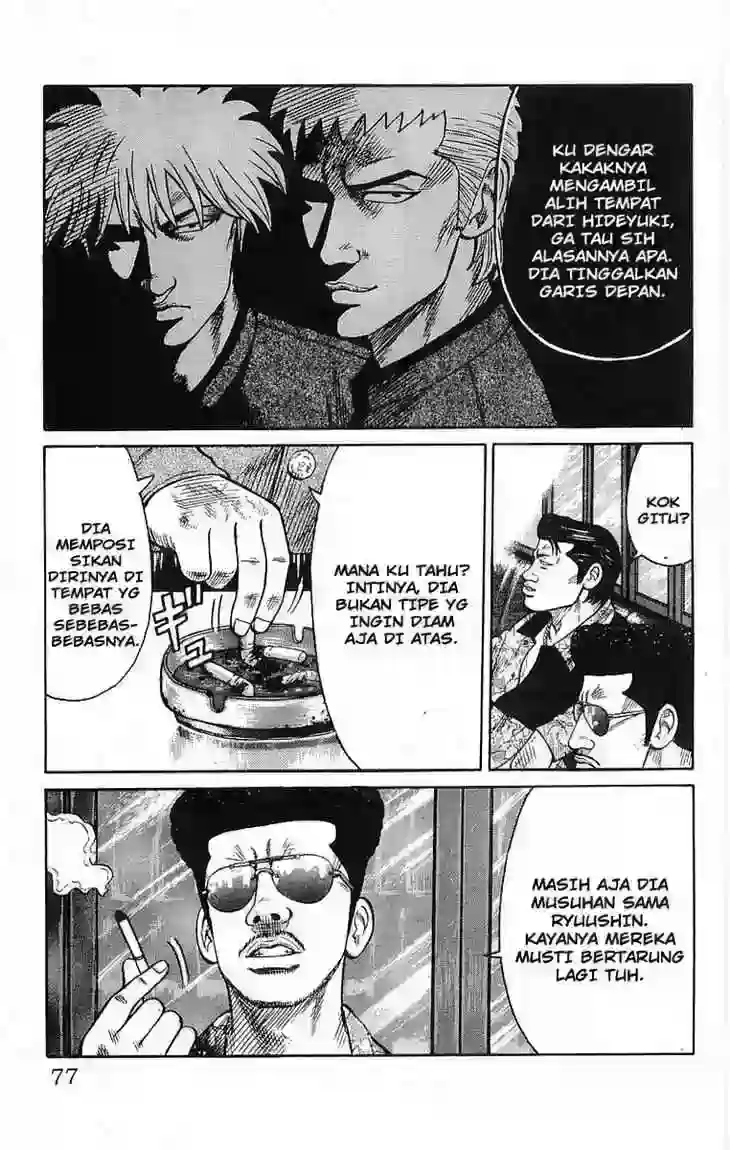 KU DENGAR
KAKAKNYA
MENGAMBIL
ALIH TEMPAT
DARI HIDEYUKI,
GA TAU SIH
ALASANNYA APA.
DIA TINGGALKAN
GARIS DEPAN.
KOK
GITU?
MANA KU TAHU?
INTINYA, DIA
BUKAN TIPE YG
INGIN DIAM
AJA DI ATAS.
ギュ
DIA
MEMPOSI
SIKAN
DIRINYA DI
TEMPAT YG
BEBAS
SEBEBAS-
BEBASNYA.
MASIH AJA DIA
MUSUHAN SAMA
RYUUSHIN.
KAYANYA MEREKA
MUSTI BERTARUNG
LAGI TUH.
77